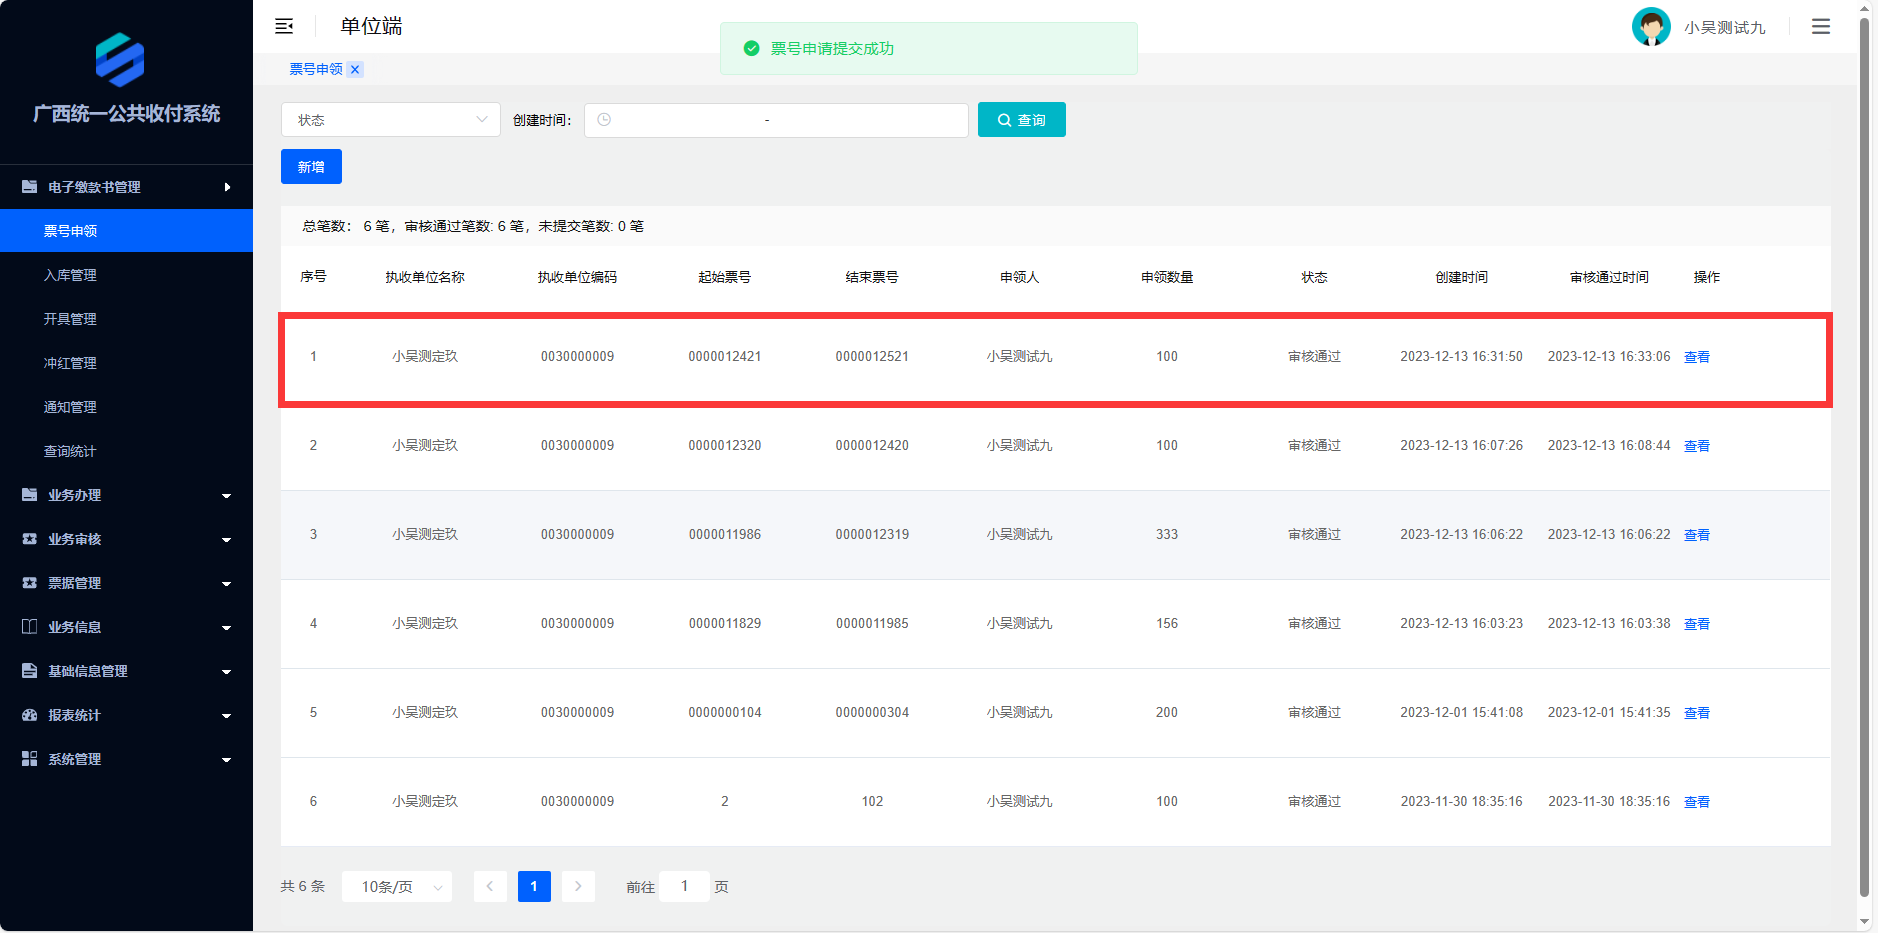 广西统一公共收付系统
电子缴款书管理
票号申领
入库管理
开具管理
冲红管理
通知管理
查询统计
业务办理
业务审核
票据管理
业务信息
基础信息管理
报表统计
系统管理
单位端
票号申请提交成功
小吴测试九
票号申领
状态 创建时间： - 查询
新增
总笔数： 6 笔，审核通过笔数: 6 笔，未提交笔数: 0 笔
序号 执收单位名称 执收单位编码 起始票号 结束票号 申领人 申领数量 状态 创建时间 审核通过时间 操作
1 小吴测定玖 0030000009 0000012421 0000012521 小吴测试九 100 审核通过 2023-12-13 16:31:50 2023-12-13 16:33:06 查看
2 小吴测定玖 0030000009 0000012320 0000012420 小吴测试九 100 审核通过 2023-12-13 16:07:26 2023-12-13 16:08:44 查看
3 小吴测定玖 0030000009 0000011986 0000012319 小吴测试九 333 审核通过 2023-12-13 16:06:22 2023-12-13 16:06:22 查看
4 小吴测定玖 0030000009 0000011829 0000011985 小吴测试九 156 审核通过 2023-12-13 16:03:23 2023-12-13 16:03:38 查看
5 小吴测定玖 0030000009 0000000104 0000000304 小吴测试九 200 审核通过 2023-12-01 15:41:08 2023-12-01 15:41:35 查看
6 小吴测定玖 0030000009 2 102 小吴测试九 100 审核通过 2023-11-30 18:35:16 2023-11-30 18:35:16 查看
共 6 条 10条/页 1 前往 1 页